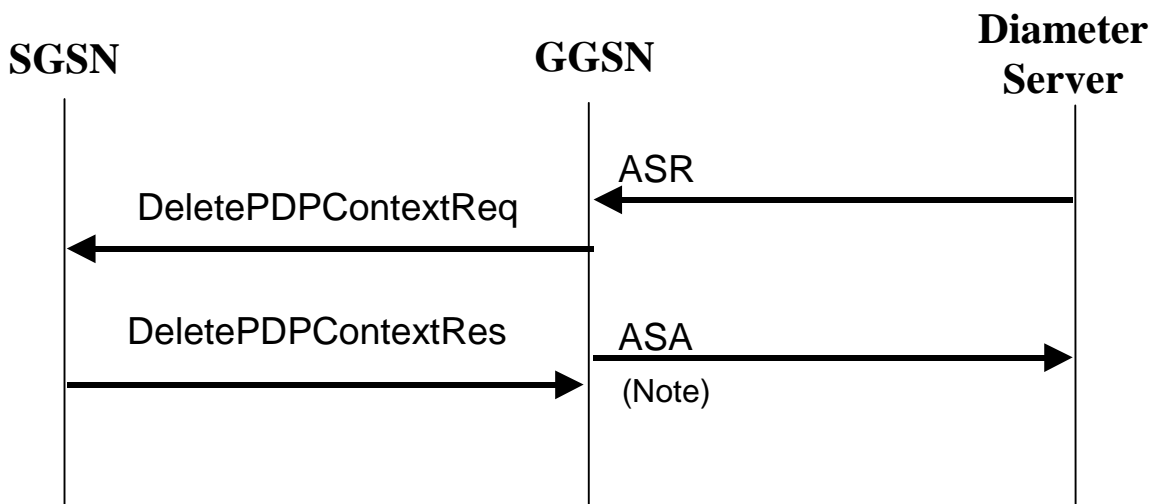 SGSN
GGSN
Diameter
Server
ASR
DeletePDPContextReq
DeletePDPContextRes
ASA
(Note)